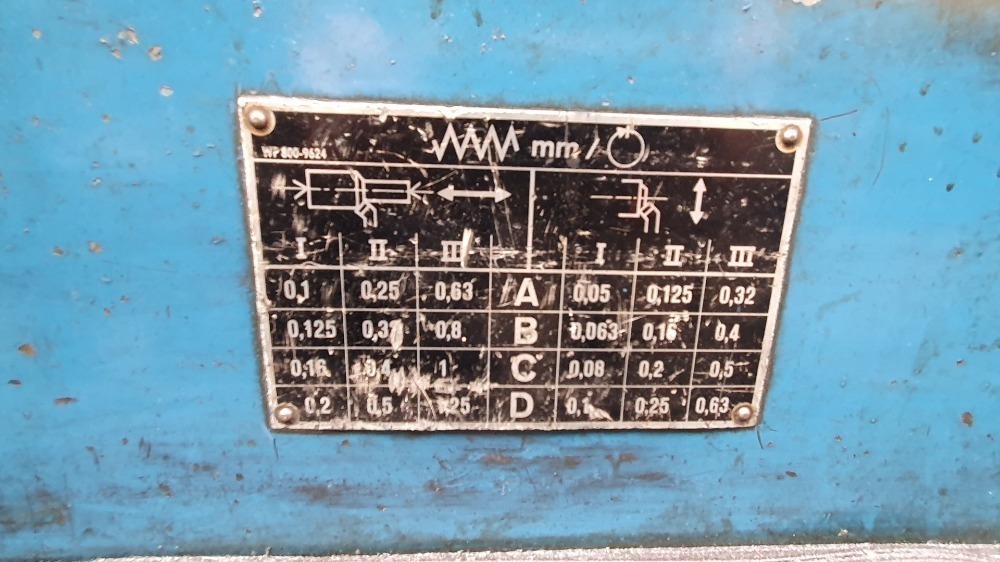 WP 800-9624 mm/
I II III I II III
0,1 0,25 0,63 A 0,05 0,125 0,32
0,125 0,37 0,8 B 0,063 0,16 0,4
0,16 0,4 1 C 0,08 0,2 0,5
0,2 0,5 D 0,1 0,25 0,63